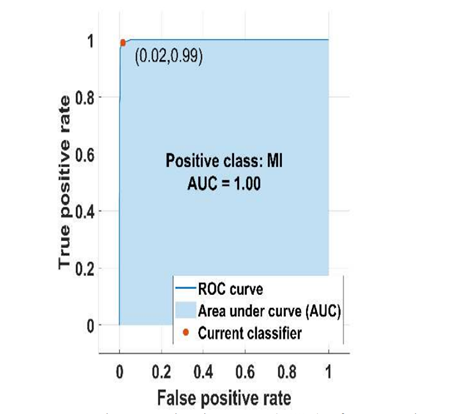 1
(0.02,0.99)
0.8
0.6
Positive class: MI
AUC = 1.00
0.4
0.2
ROC curve
Area under curve (AUC)
Current classifier
0
True positive rate
0 0.2 0.4 0.6 0.8 1
False positive rate